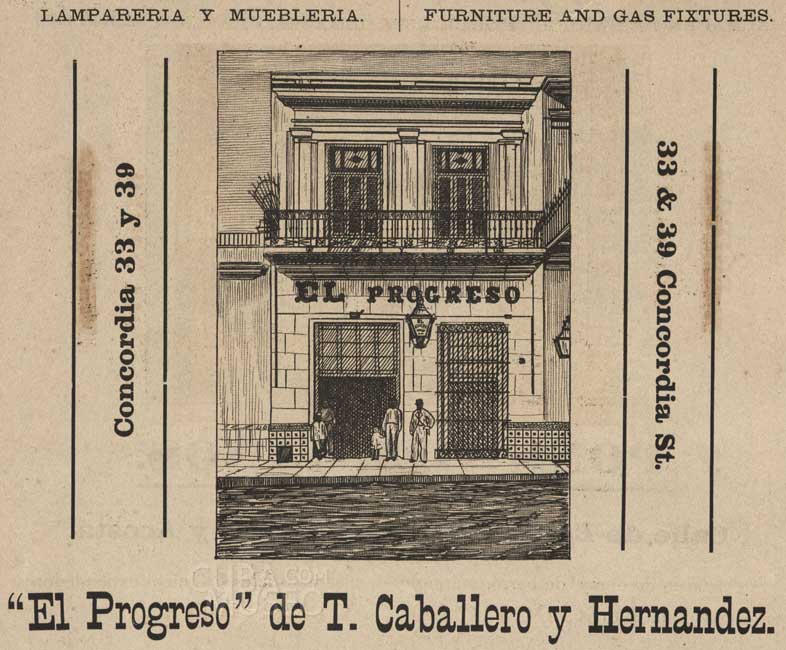 LAMPARERIA Y MUEBLERIA.
FURNITURE AND GAS FIXTURES.
Concordia 33 y 39
EL PROGRESO
33 & 39 Concordia St.
"El Progreso" de T. Caballero y Hernandez.